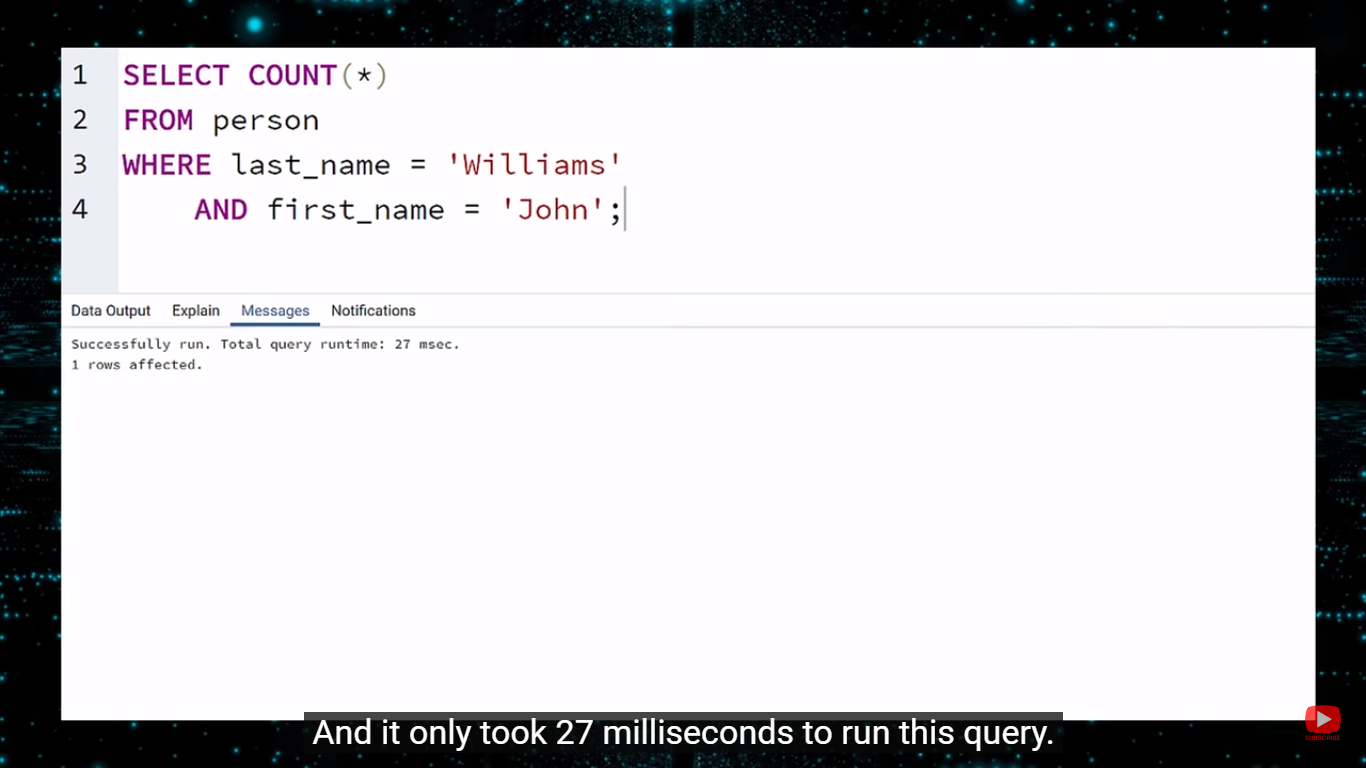 1 SELECT COUNT(*)
2 FROM person
3 WHERE last_name = 'Williams'
4 AND first_name = 'John';
Data Output Explain Messages Notifications
Successfully run. Total query runtime: 27 msec.
1 rows affected.
And it only took 27 milliseconds to run this query.
SUBSCRIBE